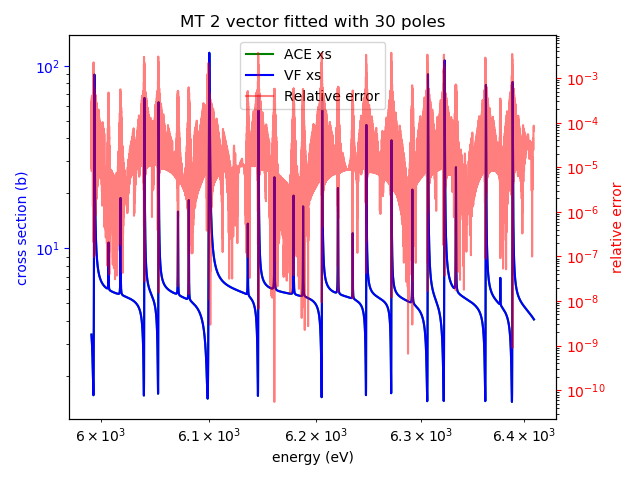 MT 2 vector fitted with 30 poles
ACE xs
VF xs
Relative error
cross section (b)
10²
10¹
relative error
10⁻³
10⁻⁴
10⁻⁵
10⁻⁶
10⁻⁷
10⁻⁸
10⁻⁹
10⁻¹⁰
6 × 10³ 6.1 × 10³ 6.2 × 10³ 6.3 × 10³ 6.4 × 10³
energy (eV)